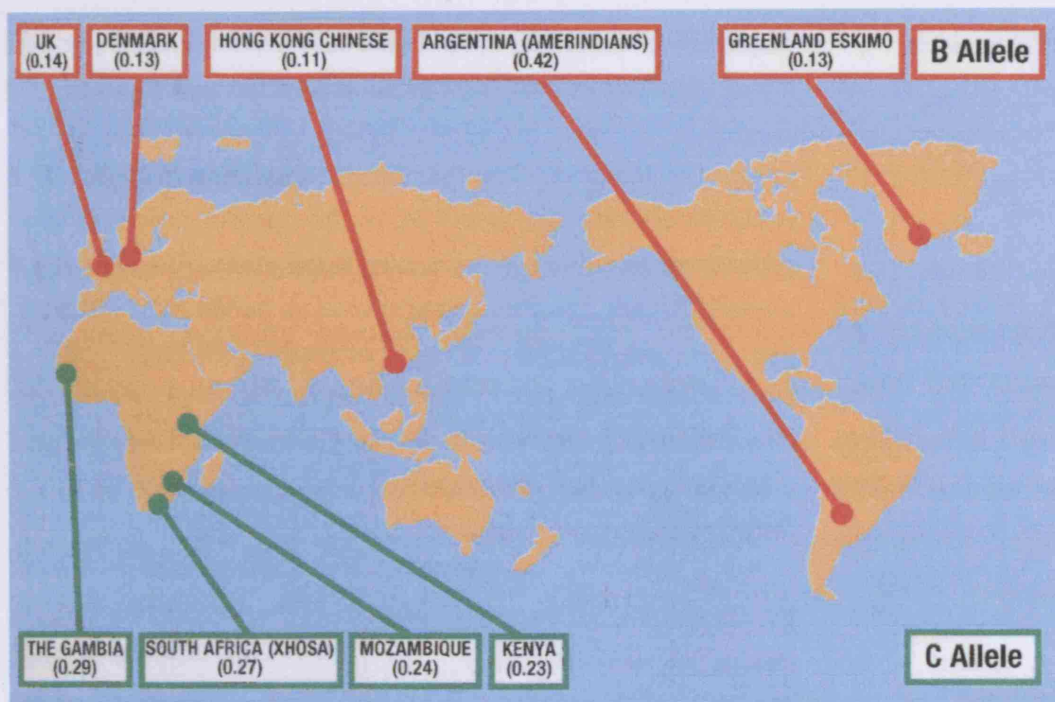 UK
(0.14)
DENMARK
(0.13)
HONG KONG CHINESE
(0.11)
ARGENTINA (AMERINDIANS)
(0.42)
GREENLAND ESKIMO
(0.13)
B Allele
THE GAMBIA
(0.29)
SOUTH AFRICA (XHOSA)
(0.27)
MOZAMBIQUE
(0.24)
KENYA
(0.23)
C Allele